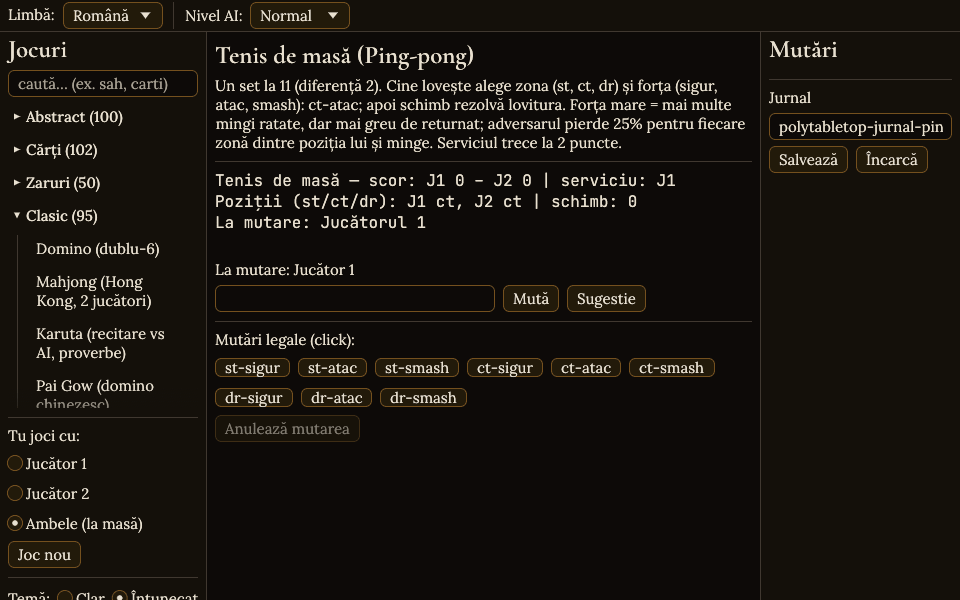 Limbă: Română ▼ Nivel AI: Normal ▼
Jocuri
caută... (ex. sah, carti)
▸ Abstract (100)
▸ Cărți (102)
▸ Zaruri (50)
▾ Clasic (95)
Domino (dublu-6)
Mahjong (Hong
Kong, 2 jucători)
Karuta (recitare vs
AI, proverbe)
Pai Gow (domino
chinezesc)
Tu joci cu:
Jucător 1
Jucător 2
Ambele (la masă)
Joc nou
Temă: Clar Întunecat
Tenis de masă (Ping-pong)
Un set la 11 (diferență 2). Cine lovește alege zona (st, ct, dr) și forța (sigur,
atac, smash): ct-atac; apoi schimb rezolvă lovitura. Forța mare = mai multe
mingi ratate, dar mai greu de returnat; adversarul pierde 25% pentru fiecare
zonă dintre poziția lui și minge. Serviciul trece la 2 puncte.
Tenis de masă — scor: J1 0 – J2 0 | serviciu: J1
Poziții (st/ct/dr): J1 ct, J2 ct | schimb: 0
La mutare: Jucătorul 1
La mutare: Jucător 1
Mută Sugestie
Mutări legale (click):
st-sigur st-atac st-smash ct-sigur ct-atac ct-smash
dr-sigur dr-atac dr-smash
Anulează mutarea
Mutări
Jurnal
polytabletop-jurnal-pin
Salvează Încarcă